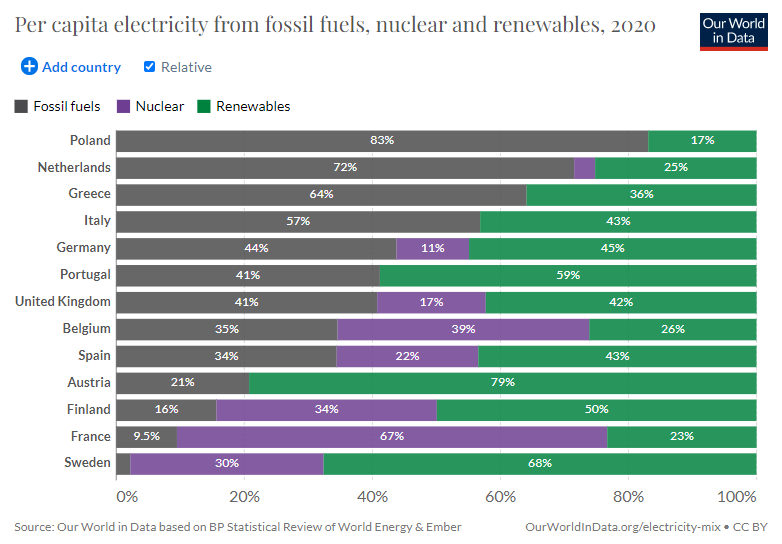 Per capita electricity from fossil fuels, nuclear and renewables, 2020
Our World
in Data
Add country
Relative
Fossil fuels Nuclear Renewables
Poland 83% 17%
Netherlands 72% 25%
Greece 64% 36%
Italy 57% 43%
Germany 44% 11% 45%
Portugal 41% 59%
United Kingdom 41% 17% 42%
Belgium 35% 39% 26%
Spain 34% 22% 43%
Austria 21% 79%
Finland 16% 34% 50%
France 9.5% 67% 23%
Sweden 30% 68%
0% 20% 40% 60% 80% 100%
Source: Our World in Data based on BP Statistical Review of World Energy & Ember OurWorldInData.org/electricity-mix • CC BY